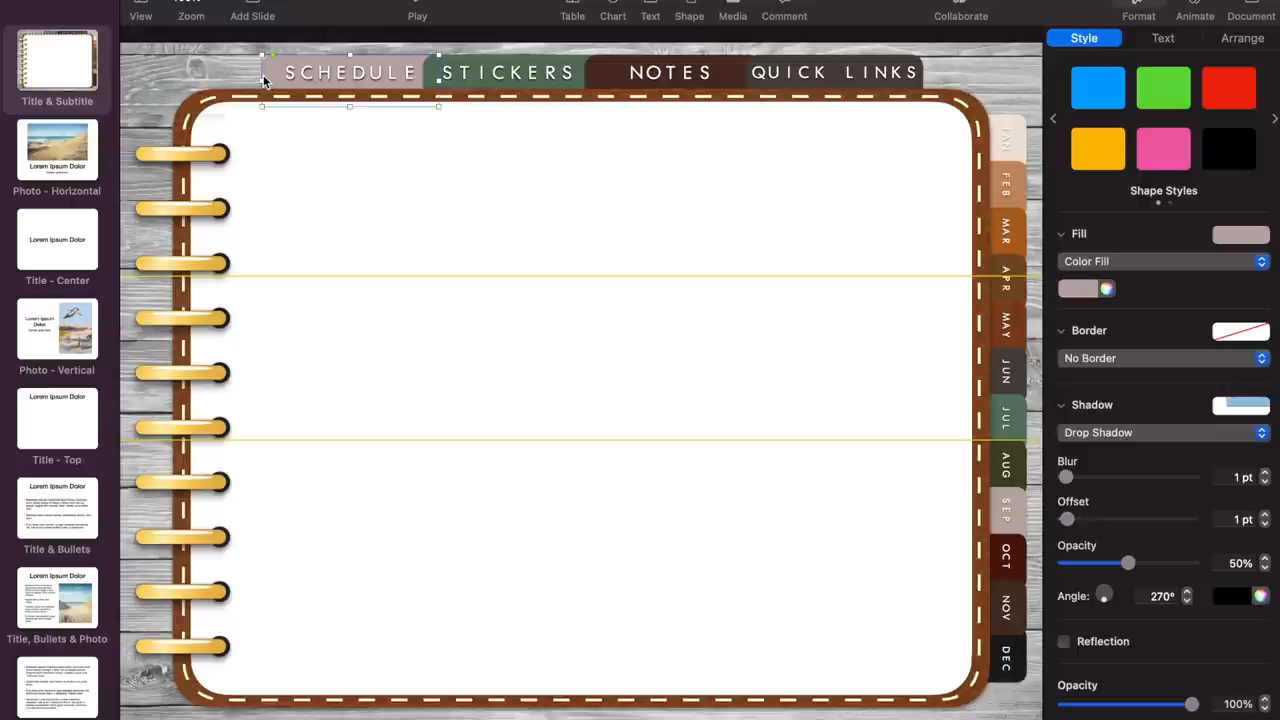 View Zoom Add Slide Play Table Chart Text Shape Media Comment Collaborate Format Animate Document
Title & Subtitle
Lorem Ipsum Dolor
Photo - Horizontal
Lorem Ipsum Dolor
Title - Center
Lorem Ipsum
Dolor
Photo - Vertical
Lorem Ipsum Dolor
Title - Top
Lorem Ipsum Dolor
Title & Bullets
Lorem Ipsum Dolor
Title, Bullets & Photo
SCHEDULE STICKERS NOTES QUICK LINKS
JAN
FEB
MAR
APR
MAY
JUN
JUL
AUG
SEP
OCT
NOV
DEC
Style Text Arrange
Shape Styles
Fill
Color Fill
Border
No Border
Shadow
Drop Shadow
Blur
1 pt
Offset:
1 pt
Opacity
50%
Angle: 270°
Reflection
100%